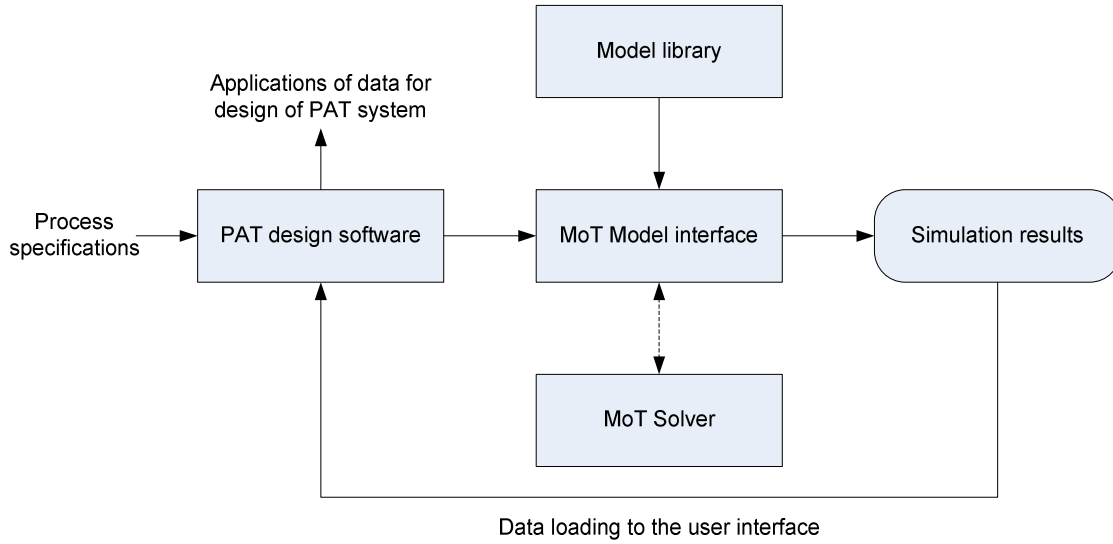 Model library
Applications of data for
design of PAT system
Process
specifications
PAT design software
MoT Model interface
Simulation results
MoT Solver
Data loading to the user interface